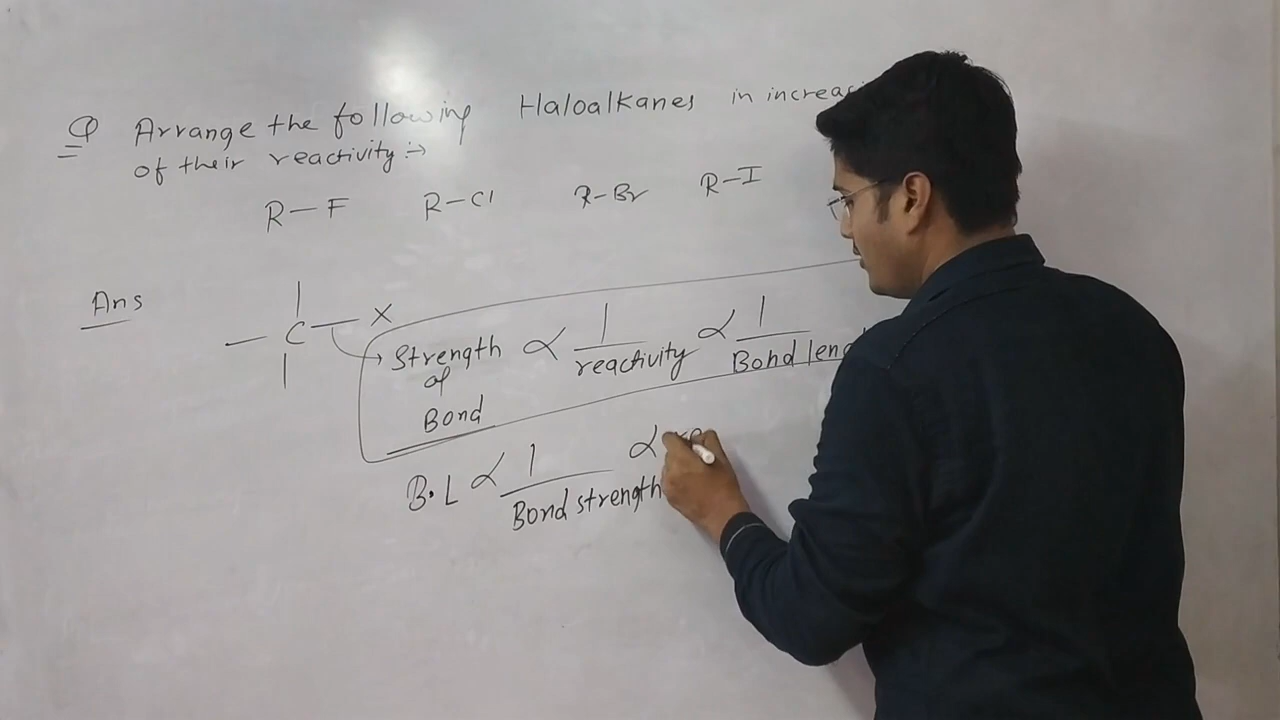 Q Arrange the following Haloalkanes in increas
of their reactivity :→
R-F R-Cl R-Br R-I
Ans
C-X
Strength of Bond ∝ 1/reactivity ∝ 1/Bond leng
B.L ∝ 1/Bond strength ∝